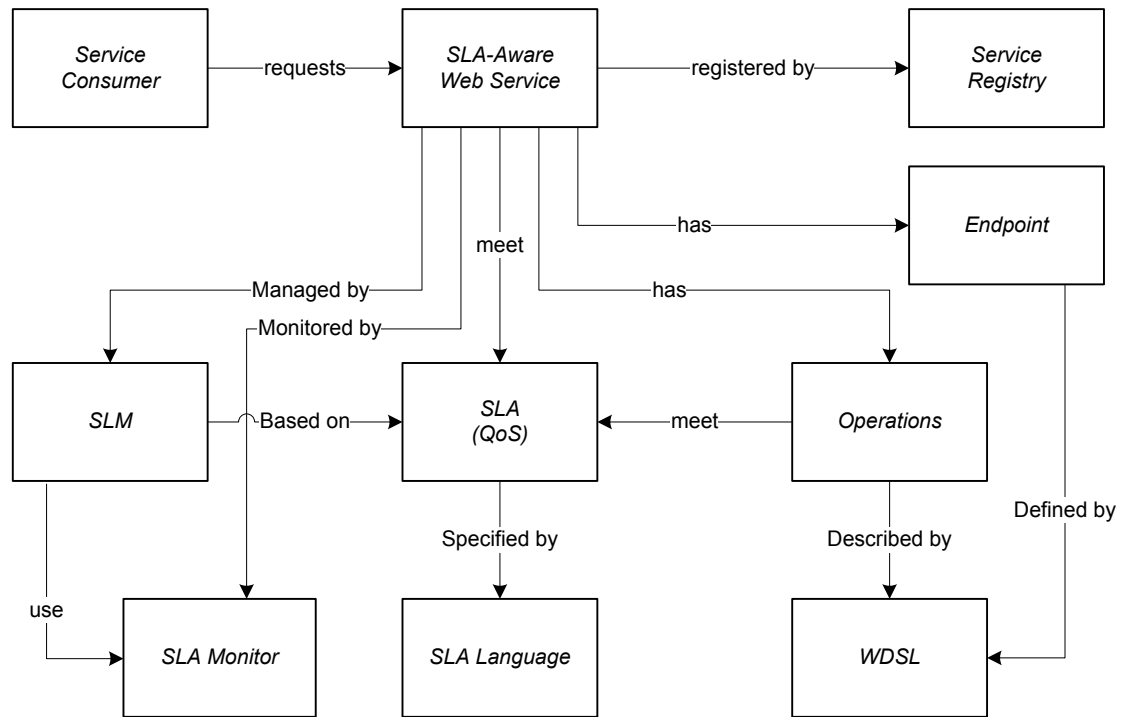 Service
Consumer
requests
SLA-Aware
Web Service
registered by
Service
Registry
has
Endpoint
meet
Managed by
has
Monitored by
SLM
Based on
SLA
(QoS)
meet
Operations
Defined by
Specified by
Described by
use
SLA Monitor
SLA Language
WDSL